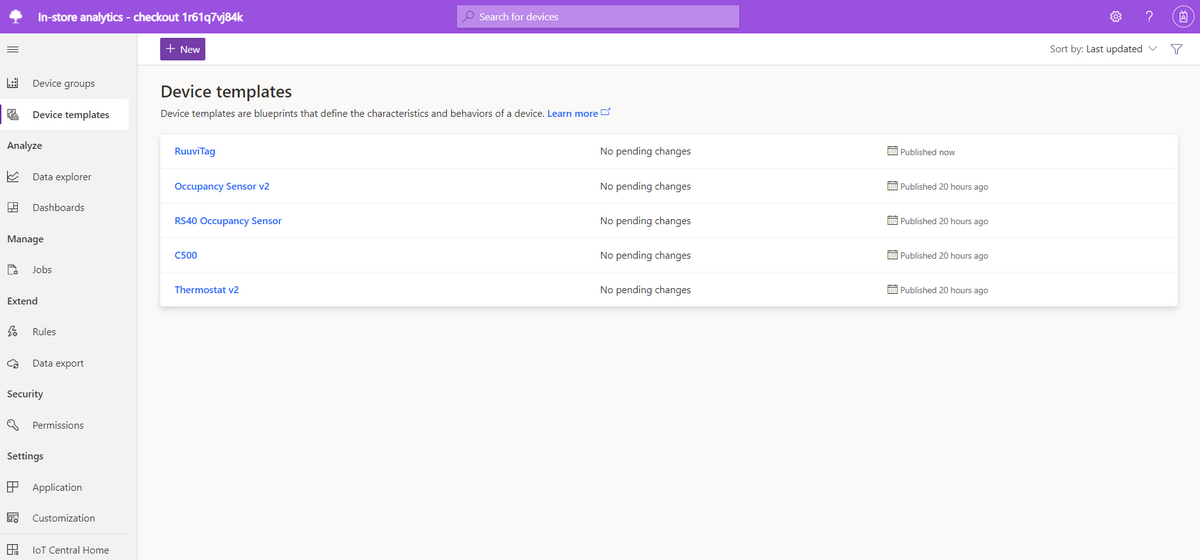 In-store analytics - checkout 1r61q7vj84k
Search for devices
?
New
Sort by: Last updated
Device groups
Device templates
Analyze
Data explorer
Dashboards
Manage
Jobs
Extend
Rules
Data export
Security
Permissions
Settings
Application
Customization
IoT Central Home
Device templates
Device templates are blueprints that define the characteristics and behaviors of a device. Learn more
RuuviTag No pending changes Published now
Occupancy Sensor v2 No pending changes Published 20 hours ago
RS40 Occupancy Sensor No pending changes Published 20 hours ago
C500 No pending changes Published 20 hours ago
Thermostat v2 No pending changes Published 20 hours ago